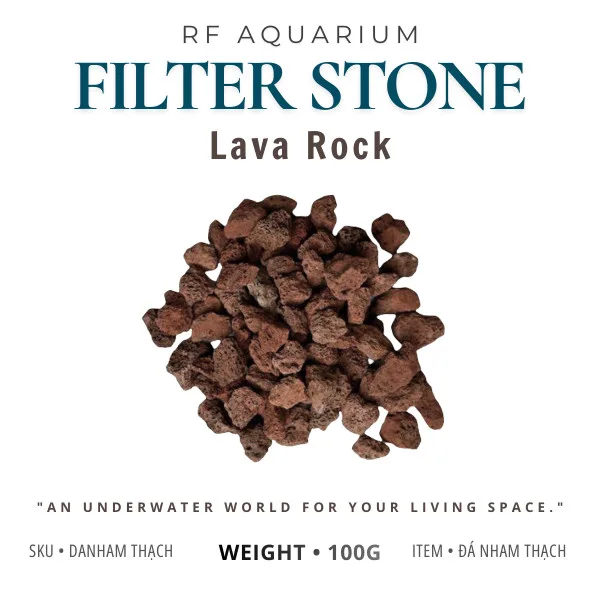 RF AQUARIUM
FILTER STONE
Lava Rock
"AN UNDERWATER WORLD FOR YOUR LIVING SPACE."
SKU • DANHAM THẠCH WEIGHT • 100G ITEM • ĐÁ NHAM THẠCH